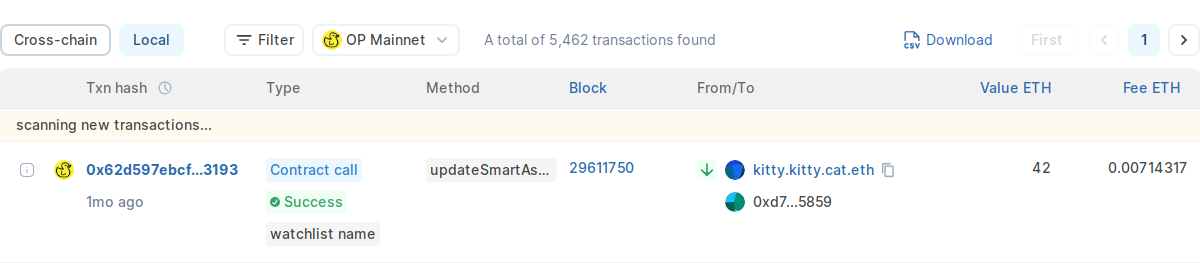 Cross-chain Local Filter OP Mainnet A total of 5,462 transactions found CSV Download First 1
Txn hash Type Method Block From/To Value ETH Fee ETH
scanning new transactions...
0x62d597ebcf...3193 Contract call updateSmartAs... 29611750 kitty.kitty.cat.eth 42 0.00714317
1mo ago Success 0xd7...5859
watchlist name